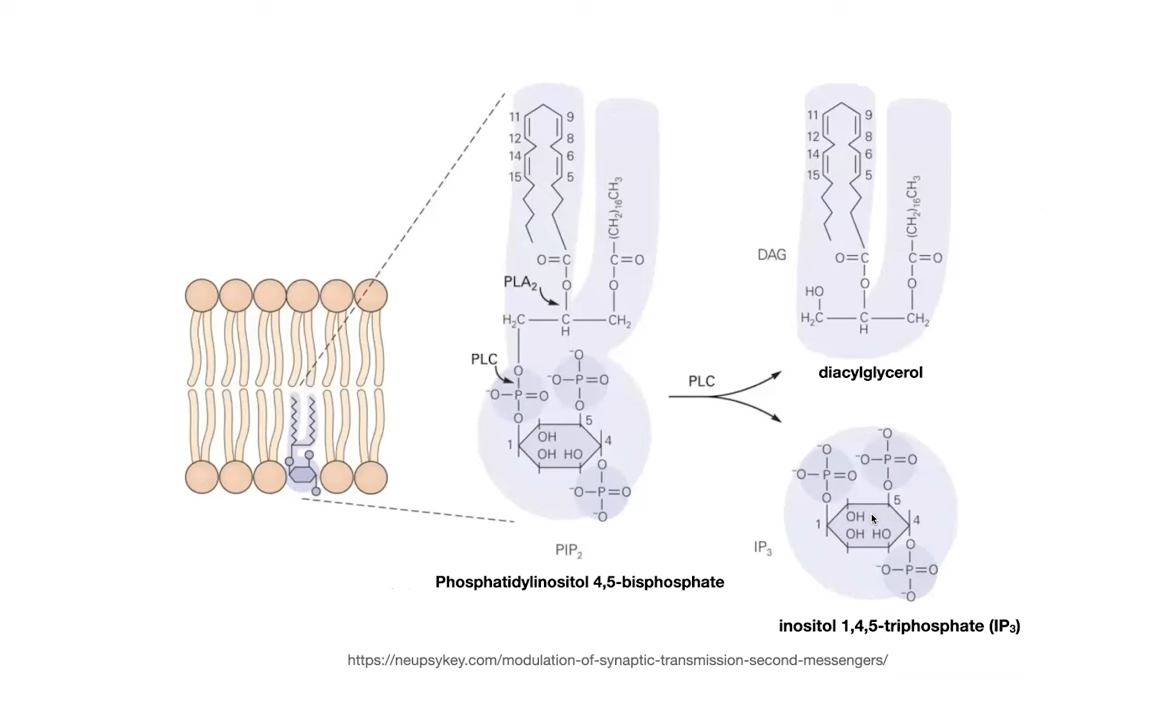 11
9
12
8
14
6
15
5
(CH₂)₁₆CH₃
O=C
C=O
O
O
PLA₂
H₂C
C
CH₂
H
PLC
O
⁻O
⁻O–P=O
⁻O–P=O
O
O
5
1
OH
4
OH HO
O
⁻O–P=O
⁻O
PIP₂
Phosphatidylinositol 4,5-bisphosphate
PLC
11
9
12
8
14
6
15
5
(CH₂)₁₆CH₃
DAG
O=C
C=O
O
O
HO
H₂C
C
CH₂
H
diacylglycerol
⁻O
⁻O
⁻O–P=O
⁻O–P=O
O
O
5
1
OH
4
OH HO
O
⁻O–P=O
⁻O
IP₃
inositol 1,4,5-triphosphate (IP₃)
https://neupsykey.com/modulation-of-synaptic-transmission-second-messengers/